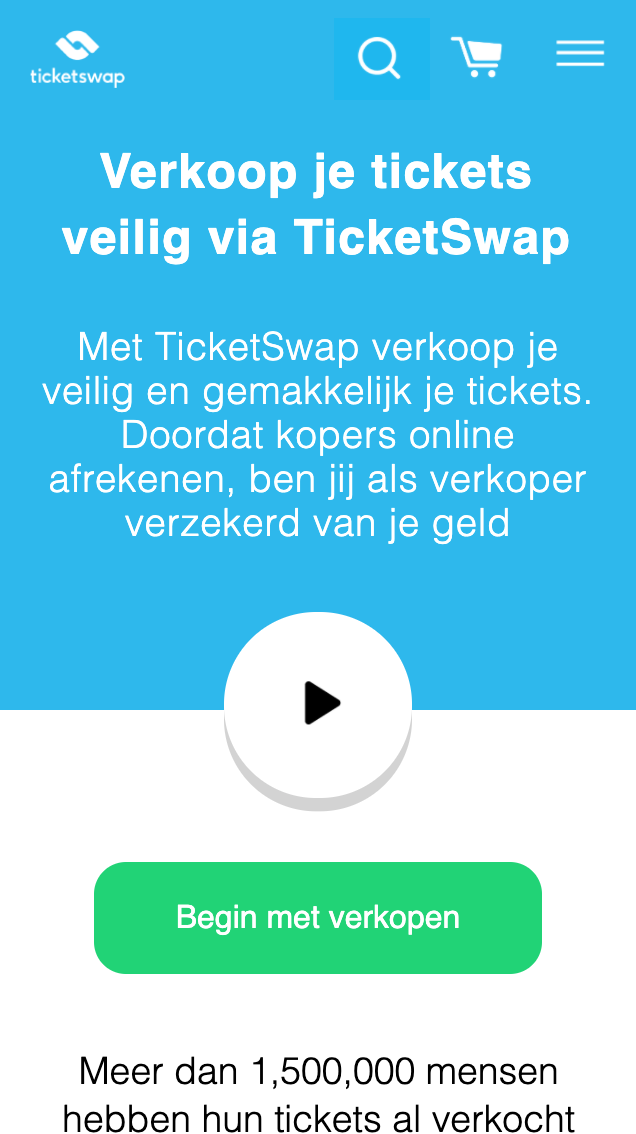 ticketswap
Verkoop je tickets
veilig via TicketSwap
Met TicketSwap verkoop je
veilig en gemakkelijk je tickets.
Doordat kopers online
afrekenen, ben jij als verkoper
verzekerd van je geld
Begin met verkopen
Meer dan 1,500,000 mensen
hebben hun tickets al verkocht